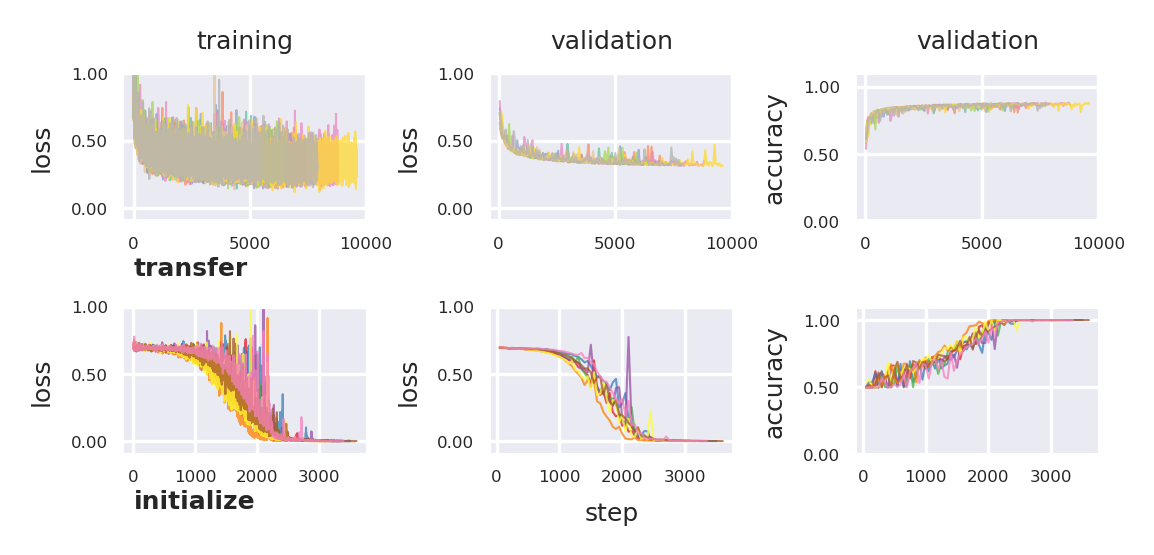 training validation validation
loss 1.00 0.50 0.00 0 5000 10000
loss 1.00 0.50 0.00 0 5000 10000
accuracy 1.00 0.50 0.00 0 5000 10000
transfer
loss 1.00 0.50 0.00 0 1000 2000 3000
loss 1.00 0.50 0.00 0 1000 2000 3000
accuracy 1.00 0.50 0.00 0 1000 2000 3000
initialize
step